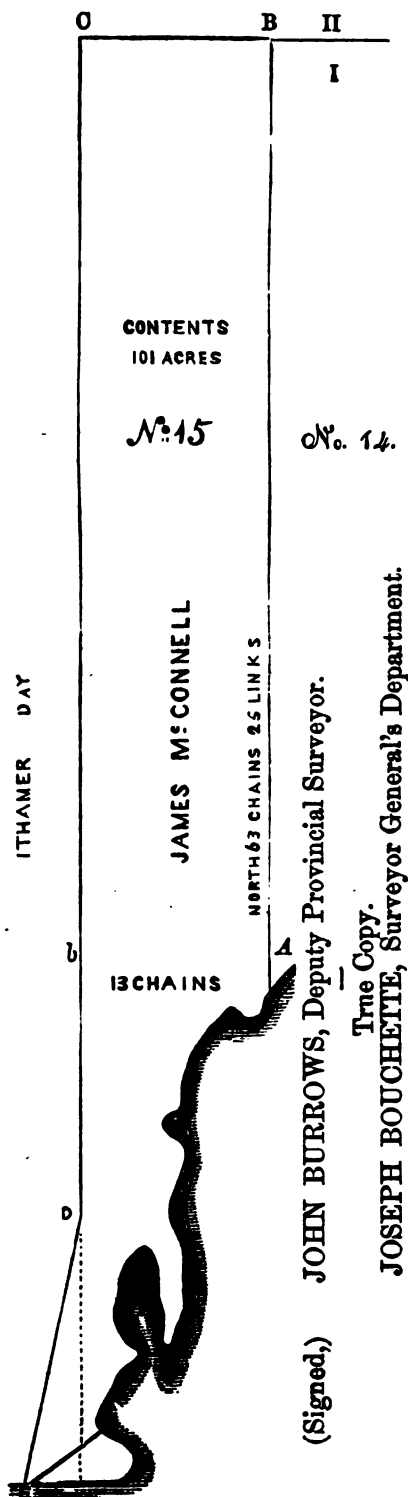 C
B
II
I
CONTENTS
101 ACRES
No. 15
No. 14.
ITHAMER DAY
JAMES McCONNELL
NORTH 63 CHAINS 25 LINKS
b
A
13 CHAINS
D
(Signed,) JOHN BURROWS, Deputy Provincial Surveyor.
True Copy.
JOSEPH BOUCHETTE, Surveyor General's Department.